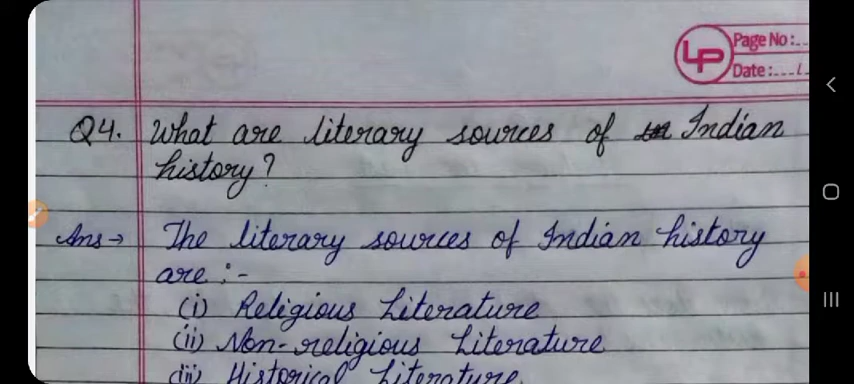 LP
Page No:...
Date:...
Q4. What are literary sources of Indian
history?
Ans→ The literary sources of Indian history
are :-
(i) Religious Literature
(ii) Non-religious Literature
(iii) Historical Literature